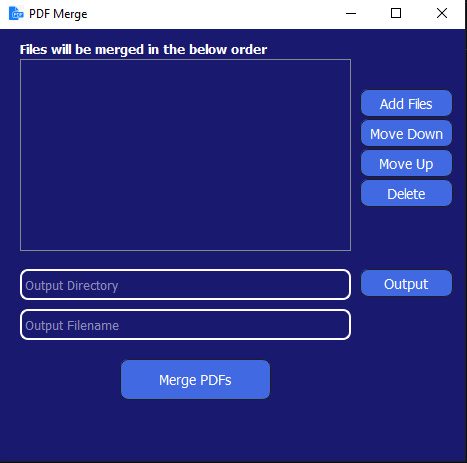 PDF Merge
Files will be merged in the below order
Add Files
Move Down
Move Up
Delete
Output Directory
Output
Output Filename
Merge PDFs